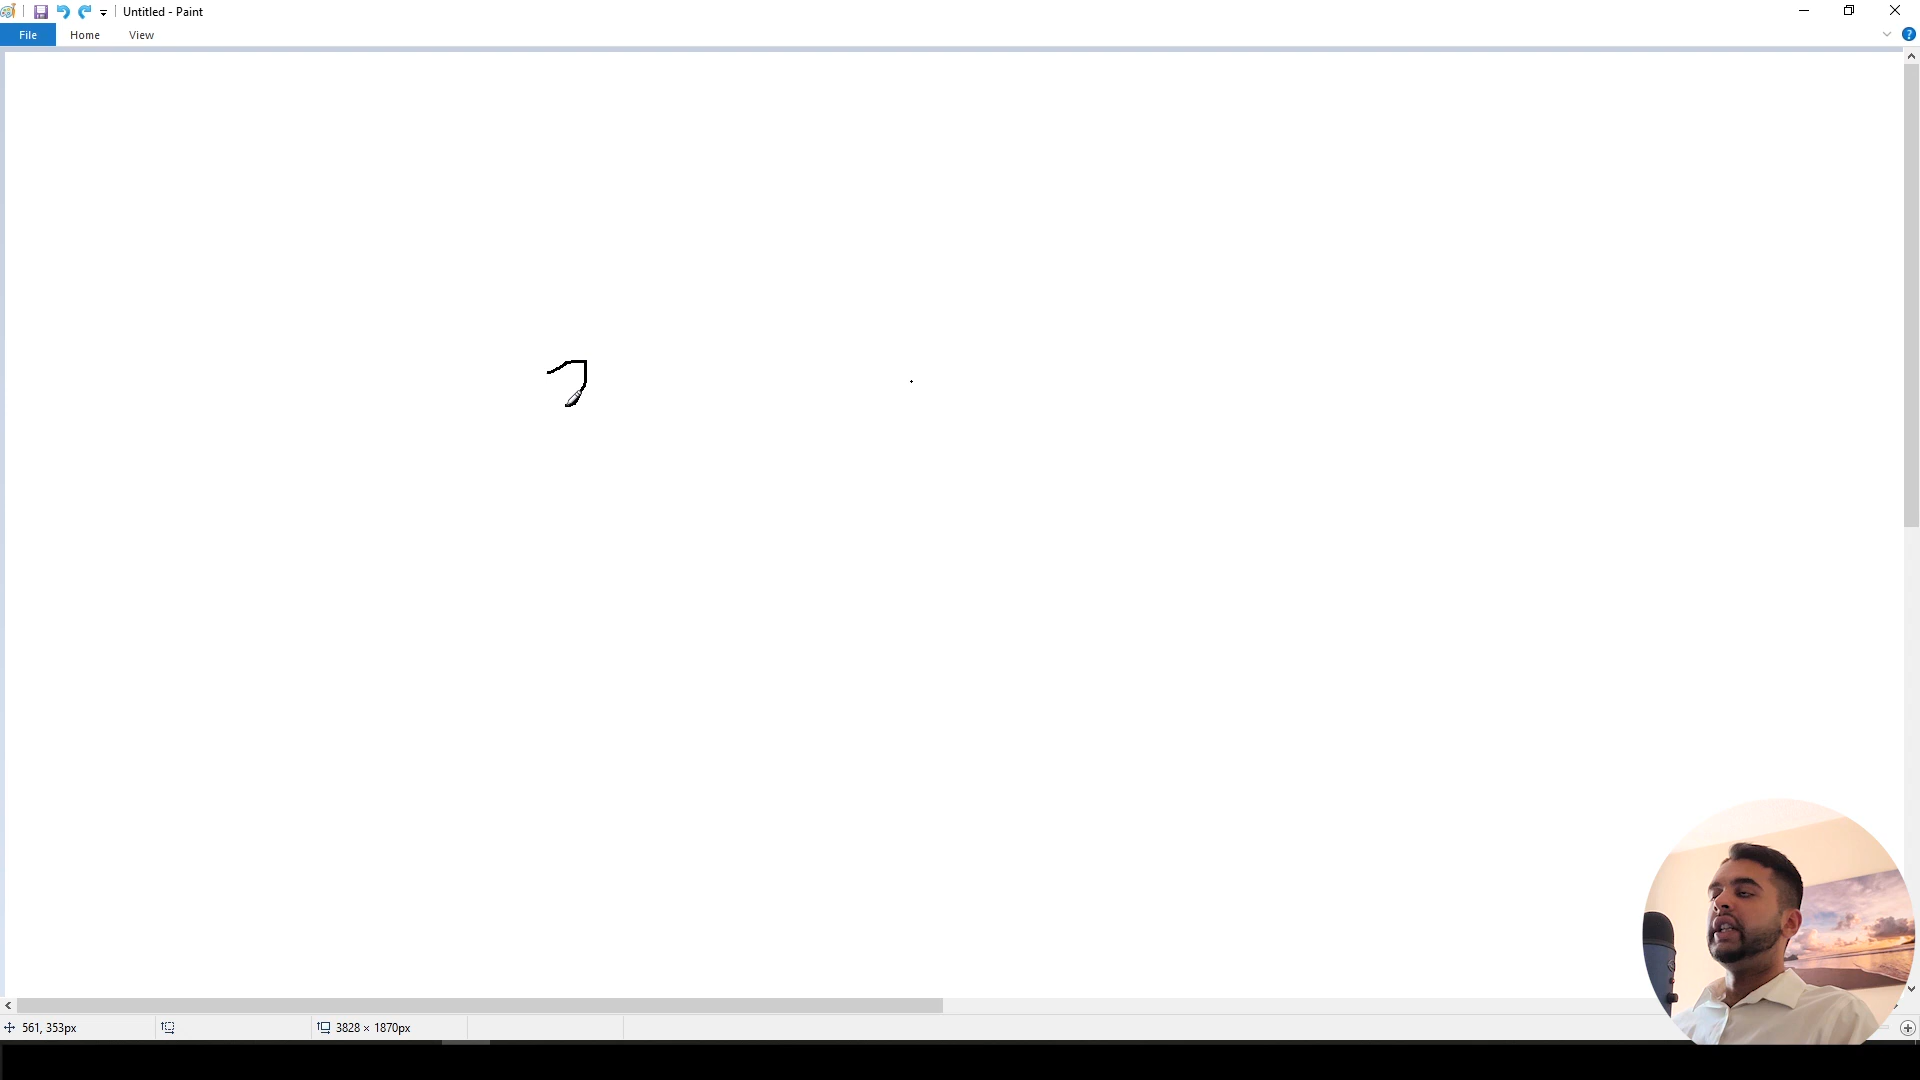 Untitled - Paint
File Home View
561, 353px 3828 × 1870px